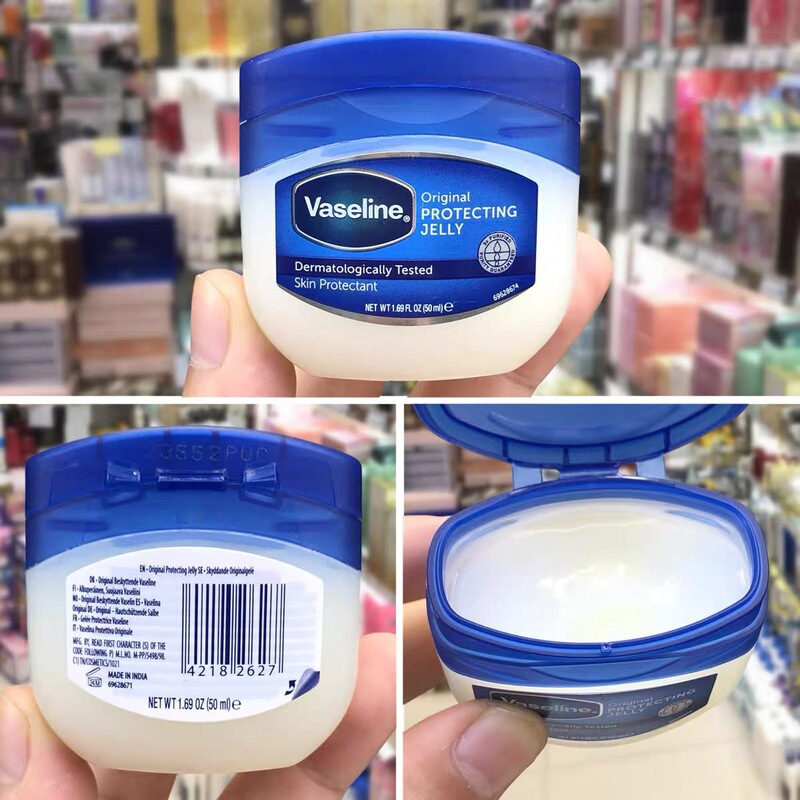 Vaseline®
Original
PROTECTING
JELLY
Dermatologically Tested
Skin Protectant
NET WT 1.69 FL OZ (50 ml) ℮
69628674
EN - Original Protecting Jelly SE - Skyddande Originalgelé
DK - Original Beskyttende Vaseline
FI - Alkuperäinen, Suojaava Vaseliini
NO - Original Beskyttende Vaselin ES - Vaselina
Original DE - Original - Hautschützende Salbe
FR - Gelée Protectrice Vaseline
IT - Vaselina Protettiva Originale
MFG. BY, READ FIRST CHARACTER (S) OF THE
CODE FOLLOWING P) M.L.NO. M-PP/5498/98.
C1) TN/COSMETICS/1021
24M
MADE IN INDIA
69628671
4218 2627
NET WT 1.69 OZ (50 ml) ℮
Vaseline
Original
PROTECTING
JELLY